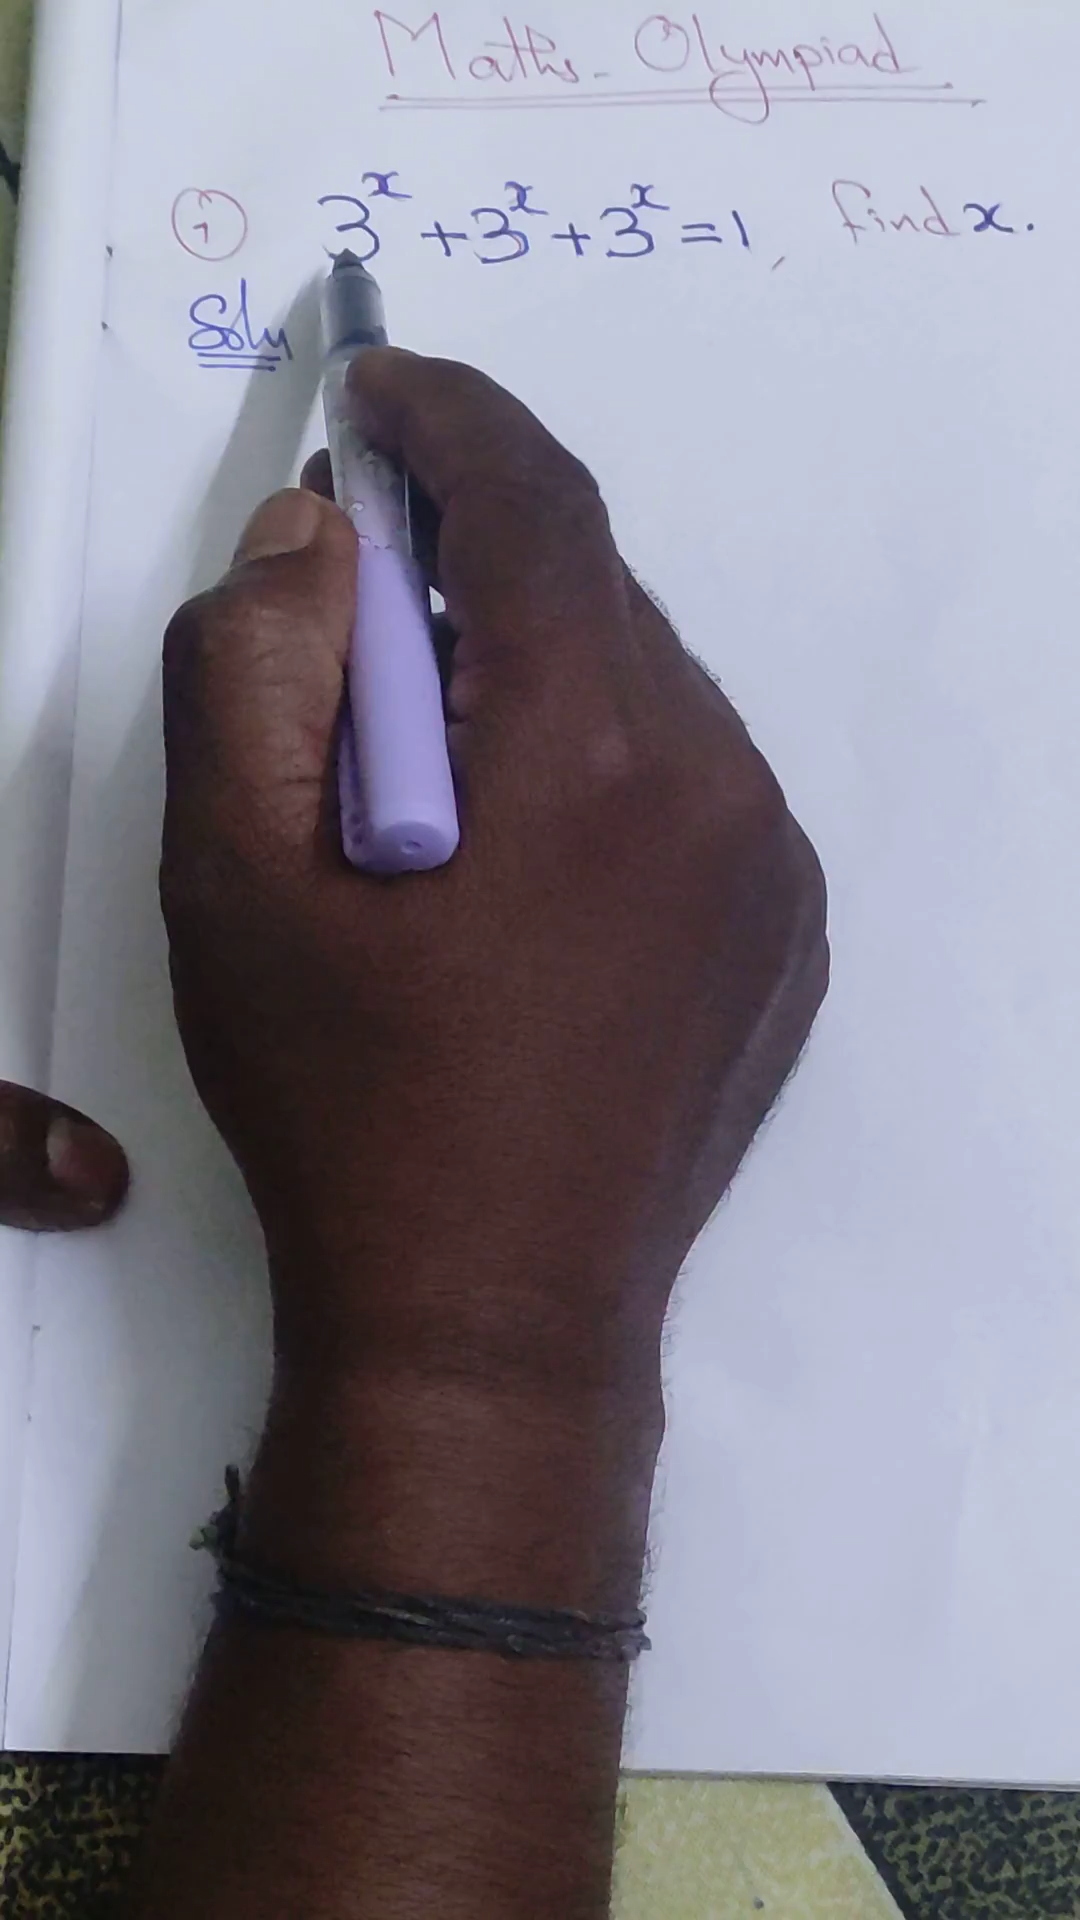 Maths - Olympiad
1 3^x + 3^x + 3^x = 1, find x.
Soln